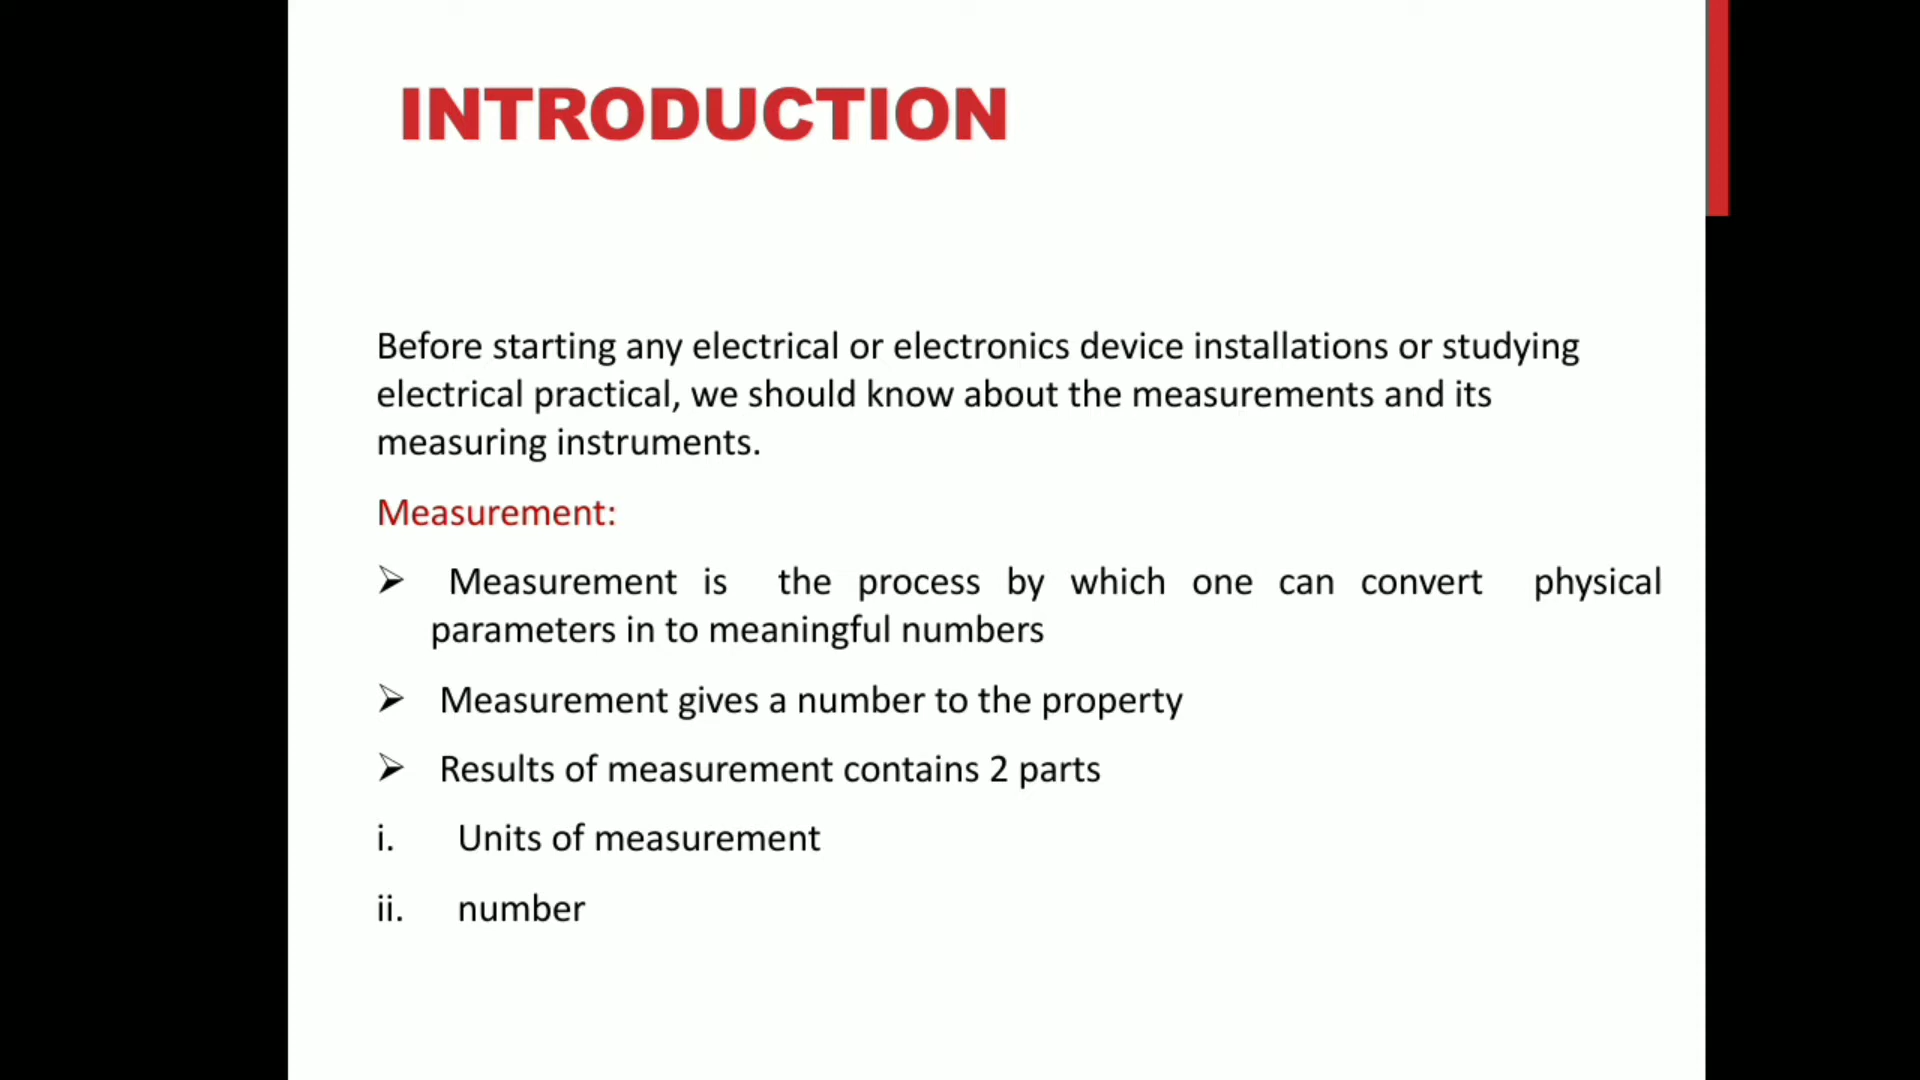 INTRODUCTION
Before starting any electrical or electronics device installations or studying
electrical practical, we should know about the measurements and its
measuring instruments.
Measurement:
➢ Measurement is the process by which one can convert physical
parameters in to meaningful numbers
➢ Measurement gives a number to the property
➢ Results of measurement contains 2 parts
i. Units of measurement
ii. number